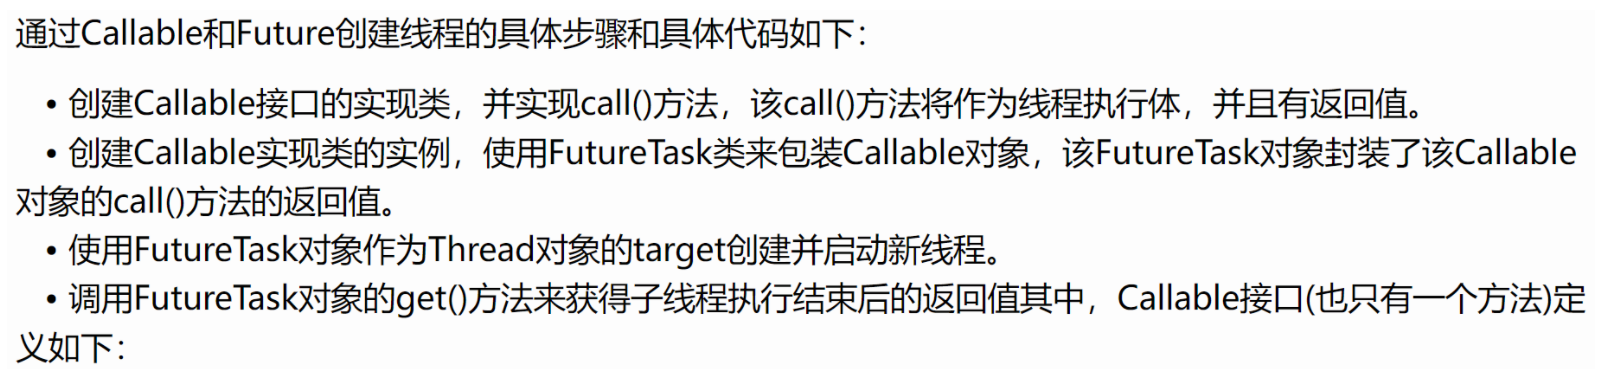 通过Callable和Future创建线程的具体步骤和具体代码如下：
• 创建Callable接口的实现类，并实现call()方法，该call()方法将作为线程执行体，并且有返回值。
• 创建Callable实现类的实例，使用FutureTask类来包装Callable对象，该FutureTask对象封装了该Callable
对象的call()方法的返回值。
• 使用FutureTask对象作为Thread对象的target创建并启动新线程。
• 调用FutureTask对象的get()方法来获得子线程执行结束后的返回值其中，Callable接口(也只有一个方法)定
义如下：